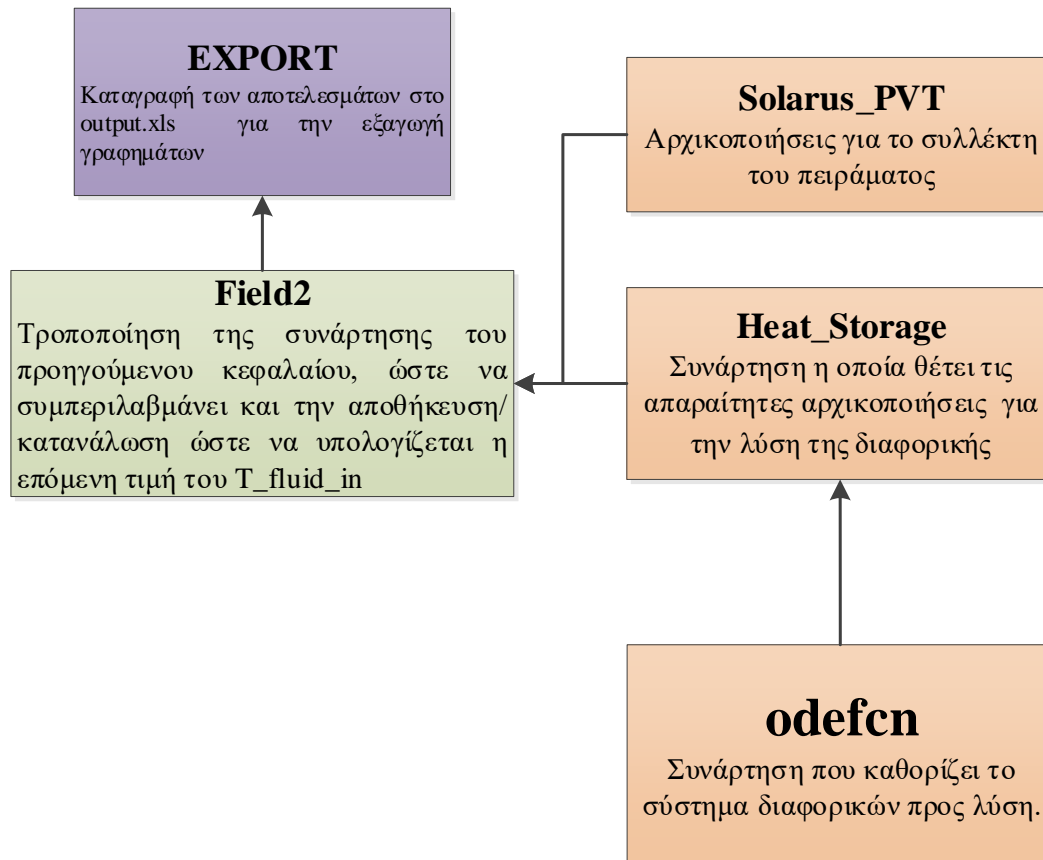 EXPORT
Καταγραφή των αποτελεσμάτων στο
output.xls για την εξαγωγή
γραφημάτων
Solarus_PVT
Αρχικοποιήσεις για το συλλέκτη
του πειράματος
Field2
Τροποποίηση της συνάρτησης του
προηγούμενου κεφαλαίου, ώστε να
συμπεριλαβμάνει και την αποθήκευση/
κατανάλωση ώστε να υπολογίζεται η
επόμενη τιμή του T_fluid_in
Heat_Storage
Συνάρτηση η οποία θέτει τις
απαραίτητες αρχικοποιήσεις για
την λύση της διαφορικής
odefcn
Συνάρτηση που καθορίζει το
σύστημα διαφορικών προς λύση.